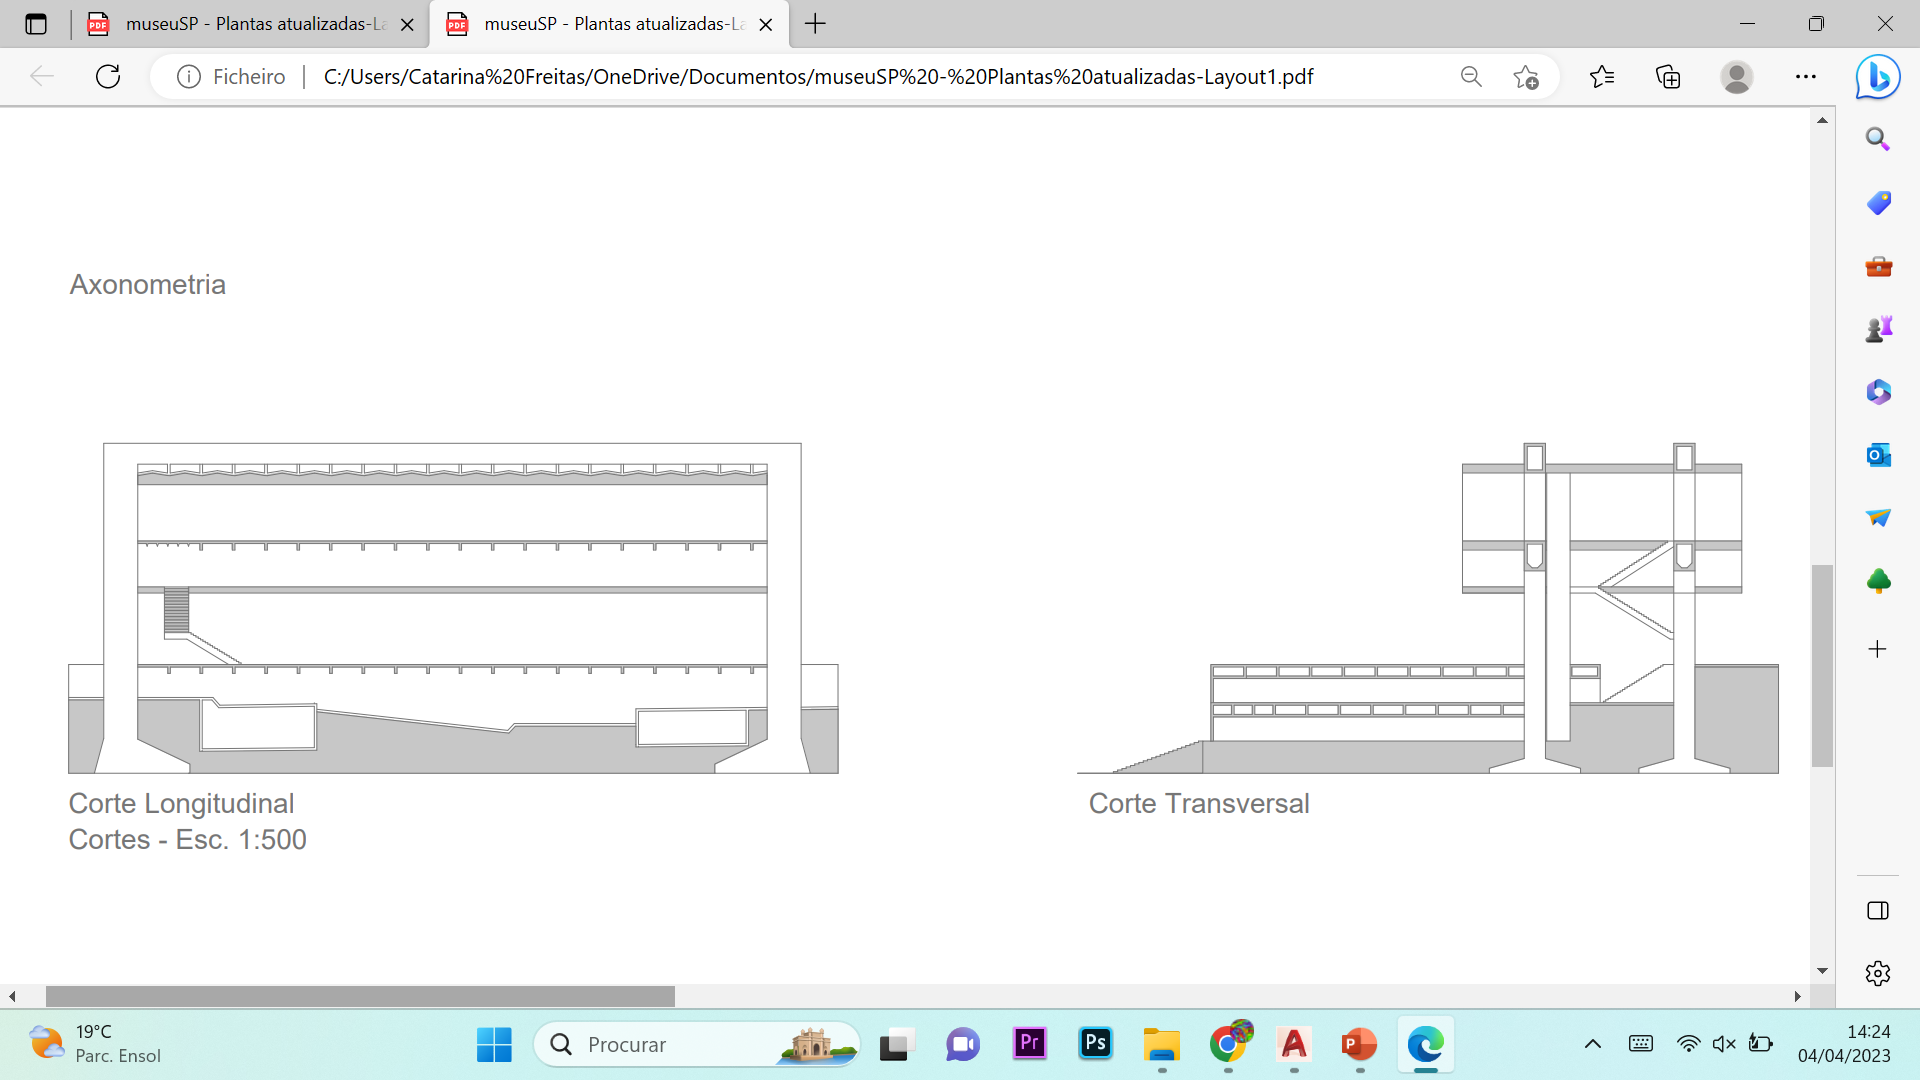 museuSP - Plantas atualizadas-La
museuSP - Plantas atualizadas-La
Ficheiro
C:/Users/Catarina%20Freitas/OneDrive/Documentos/museuSP%20-%20Plantas%20atualizadas-Layout1.pdf
Axonometria
Corte Longitudinal
Cortes - Esc. 1:500
Corte Transversal
19°C
Parc. Ensol
Procurar
14:24
04/04/2023